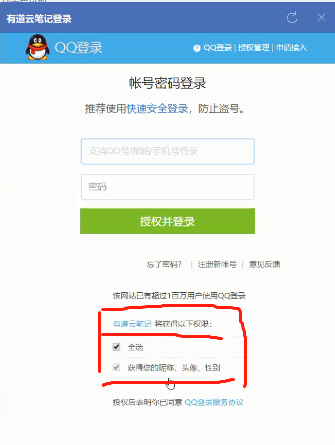 有道云笔记登录
QQ登录
QQ登录 | 授权管理 | 申请接入
帐号密码登录
推荐使用快速安全登录，防止盗号。
支持QQ号/邮箱/手机号登录
密码
授权并登录
忘了密码？ | 注册新帐号 | 意见反馈
该网站已有超过1百万用户使用QQ登录
有道云笔记 将获得以下权限：
全选
获得您的昵称、头像、性别
授权后表明你已同意 QQ登录服务协议